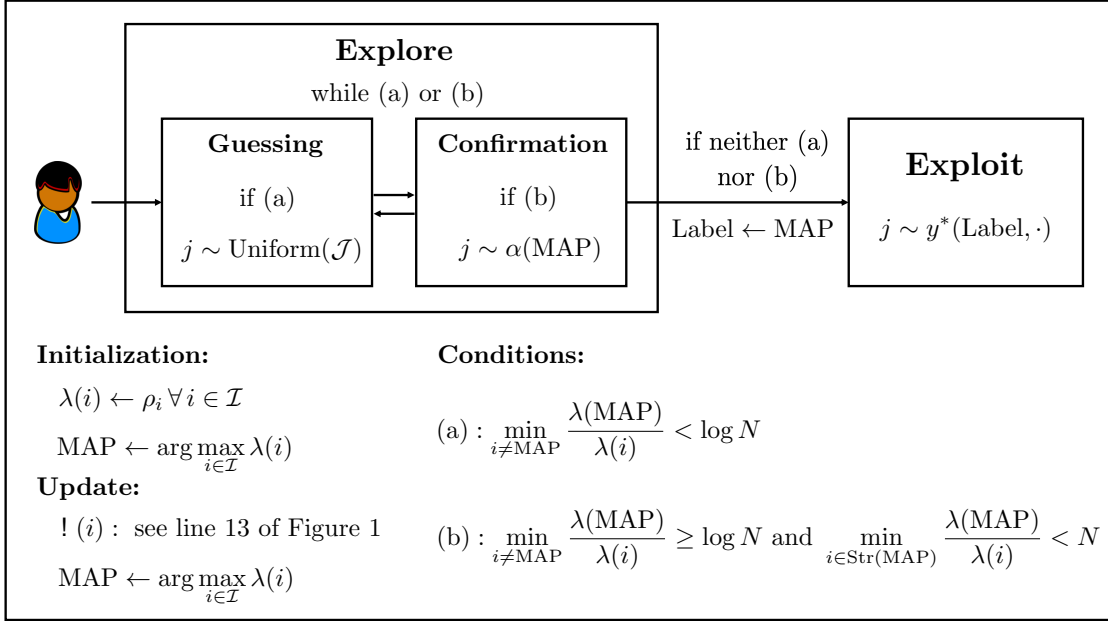 Explore
while (a) or (b)
Guessing
if (a)
j ∼ Uniform(𝒥)
Confirmation
if (b)
j ∼ α(MAP)
if neither (a)
nor (b)
Label ← MAP
Exploit
j ∼ y*(Label, ·)
Initialization:
λ(i) ← ρ_i ∀ i ∈ ℐ
MAP ← arg max_{i∈ℐ} λ(i)
Update:
! (i) : see line 13 of Figure 1
MAP ← arg max_{i∈ℐ} λ(i)
Conditions:
(a) : min_{i≠MAP} λ(MAP)/λ(i) < log N
(b) : min_{i≠MAP} λ(MAP)/λ(i) ≥ log N and min_{i∈Str(MAP)} λ(MAP)/λ(i) < N